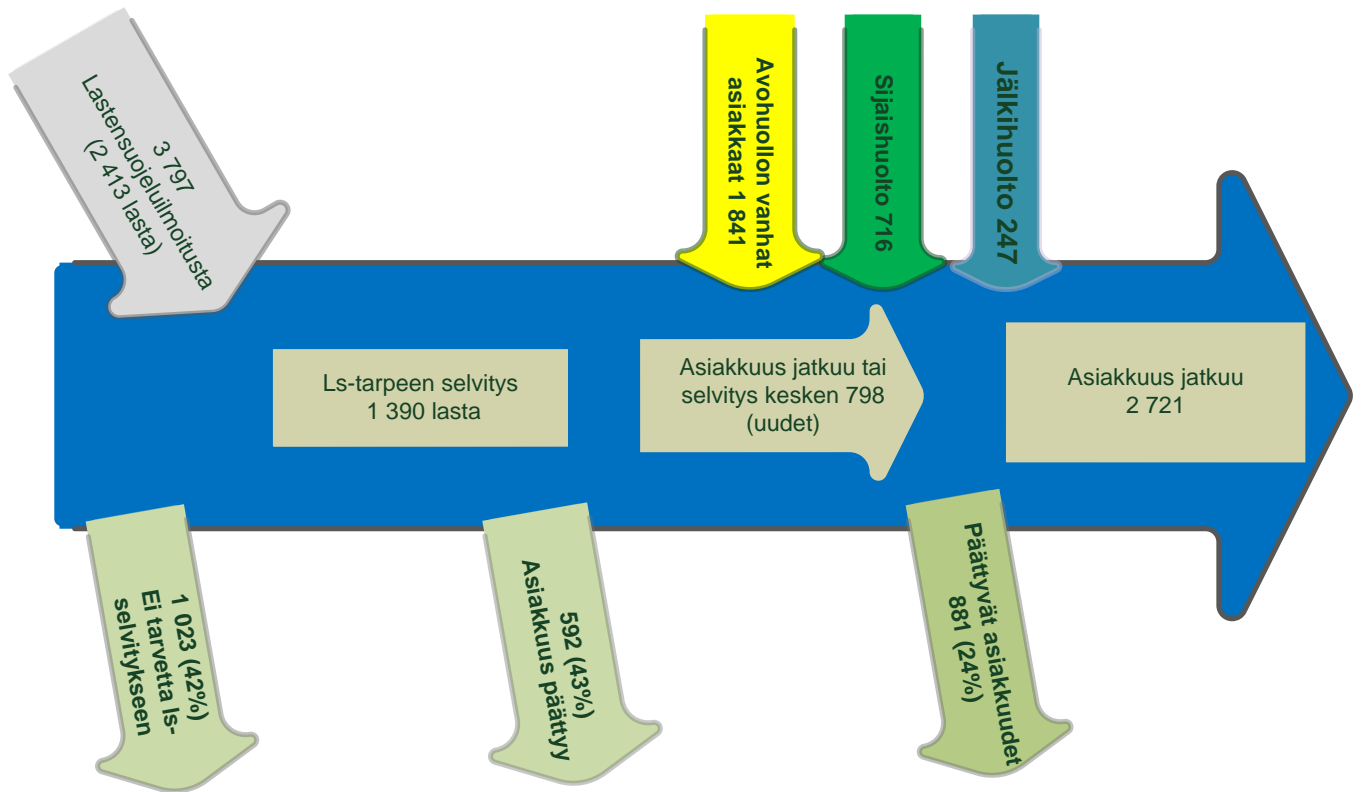 3 797
Lastensuojeluilmoitusta
(2 413 lasta)
Avohuollon vanhat
asiakkaat 1 841
Sijaishuolto 716
Jälkihuolto 247
Ls-tarpeen selvitys
1 390 lasta
Asiakkuus jatkuu tai
selvitys kesken 798
(uudet)
Asiakkuus jatkuu
2 721
1 023 (42%)
Ei tarvetta ls-
selvitykseen
592 (43%)
Asiakkuus päättyy
Päättyvät asiakkuudet
881 (24%)